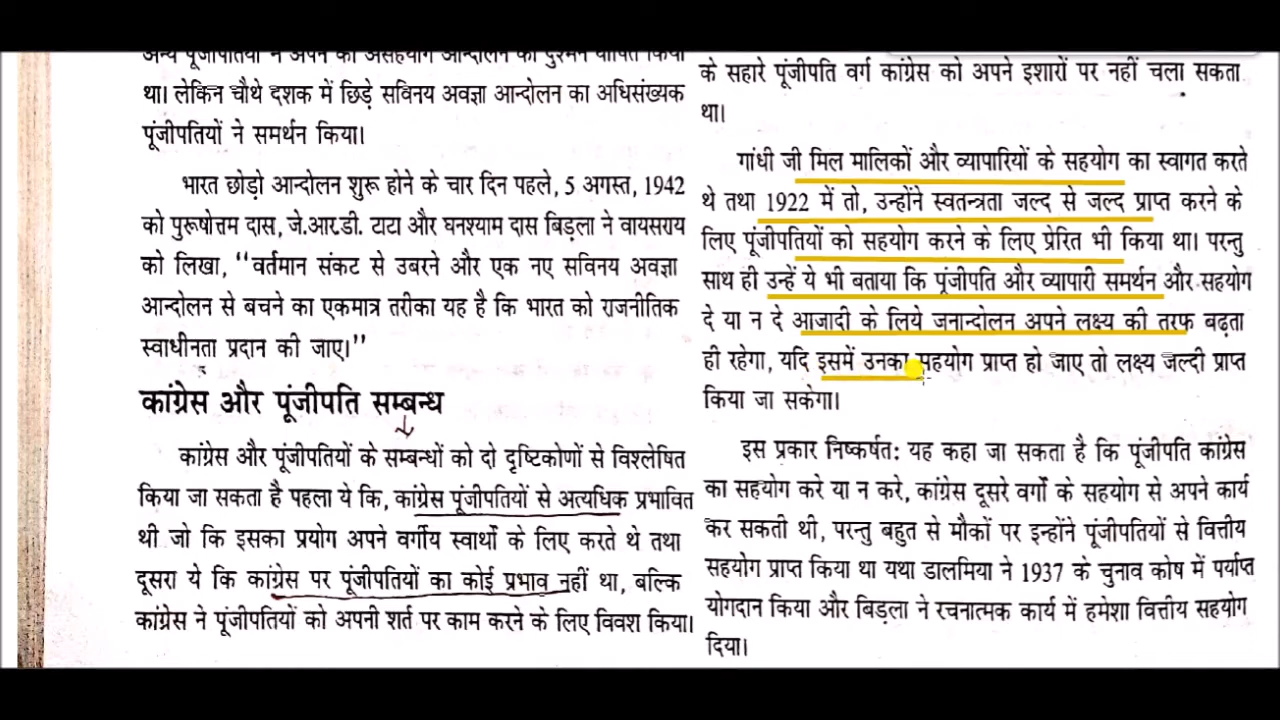 अन्य पूंजीपतियों ने अपने को असहयोग आन्दोलन का दुश्मन घोषित किया
था। लेकिन चौथे दशक में छिड़े सविनय अवज्ञा आन्दोलन का अधिसंख्यक
पूंजीपतियों ने समर्थन किया।
भारत छोड़ो आन्दोलन शुरू होने के चार दिन पहले, 5 अगस्त, 1942
को पुरूषोत्तम दास, जे.आर.डी. टाटा और घनश्याम दास बिड़ला ने वायसराय
को लिखा, ‘‘वर्तमान संकट से उबरने और एक नए सविनय अवज्ञा
आन्दोलन से बचने का एकमात्र तरीका यह है कि भारत को राजनीतिक
स्वाधीनता प्रदान की जाए।’’
कांग्रेस और पूंजीपति सम्बन्ध
कांग्रेस और पूंजीपतियों के सम्बन्धों को दो दृष्टिकोणों से विश्लेषित
किया जा सकता है पहला ये कि, कांग्रेस पूंजीपतियों से अत्यधिक प्रभावित
थी जो कि इसका प्रयोग अपने वर्गीय स्वार्थो के लिए करते थे तथा
दूसरा ये कि कांग्रेस पर पूंजीपतियों का कोई प्रभाव नहीं था, बल्कि
कांग्रेस ने पूंजीपतियों को अपनी शर्त पर काम करने के लिए विवश किया।
के सहारे पूंजीपति वर्ग कांग्रेस को अपने इशारों पर नहीं चला सकता
था।
गांधी जी मिल मालिकों और व्यापारियों के सहयोग का स्वागत करते
थे तथा 1922 में तो, उन्होंने स्वतन्त्रता जल्द से जल्द प्राप्त करने के
लिए पूंजीपतियों को सहयोग करने के लिए प्रेरित भी किया था। परन्तु
साथ ही उन्हें ये भी बताया कि पूंजीपति और व्यापारी समर्थन और सहयोग
दे या न दे आजादी के लिये जनान्दोलन अपने लक्ष्य की तरफ बढ़ता
ही रहेगा, यदि इसमें उनका सहयोग प्राप्त हो जाए तो लक्ष्य जल्दी प्राप्त
किया जा सकेगा।
इस प्रकार निष्कर्षत: यह कहा जा सकता है कि पूंजीपति कांग्रेस
का सहयोग करे या न करे, कांग्रेस दूसरे वर्गों के सहयोग से अपने कार्य
कर सकती थी, परन्तु बहुत से मौकों पर इन्होंने पूंजीपतियों से वित्तीय
सहयोग प्राप्त किया था यथा डालमिया ने 1937 के चुनाव कोष में पर्याप्त
योगदान किया और बिड़ला ने रचनात्मक कार्य में हमेशा वित्तीय सहयोग
दिया।